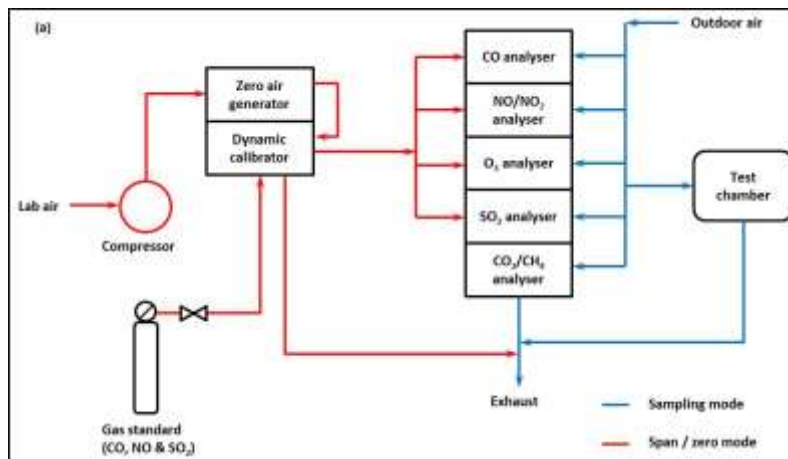 (a)
Outdoor air
CO analyser
Zero air
generator
NO/NO₂
analyser
Dynamic
calibrator
O₃ analyser
Test
chamber
Lab air
SO₂ analyser
Compressor
CO₂/CH₄
analyser
Exhaust
Sampling mode
Gas standard
(CO, NO & SO₂)
Span / zero mode